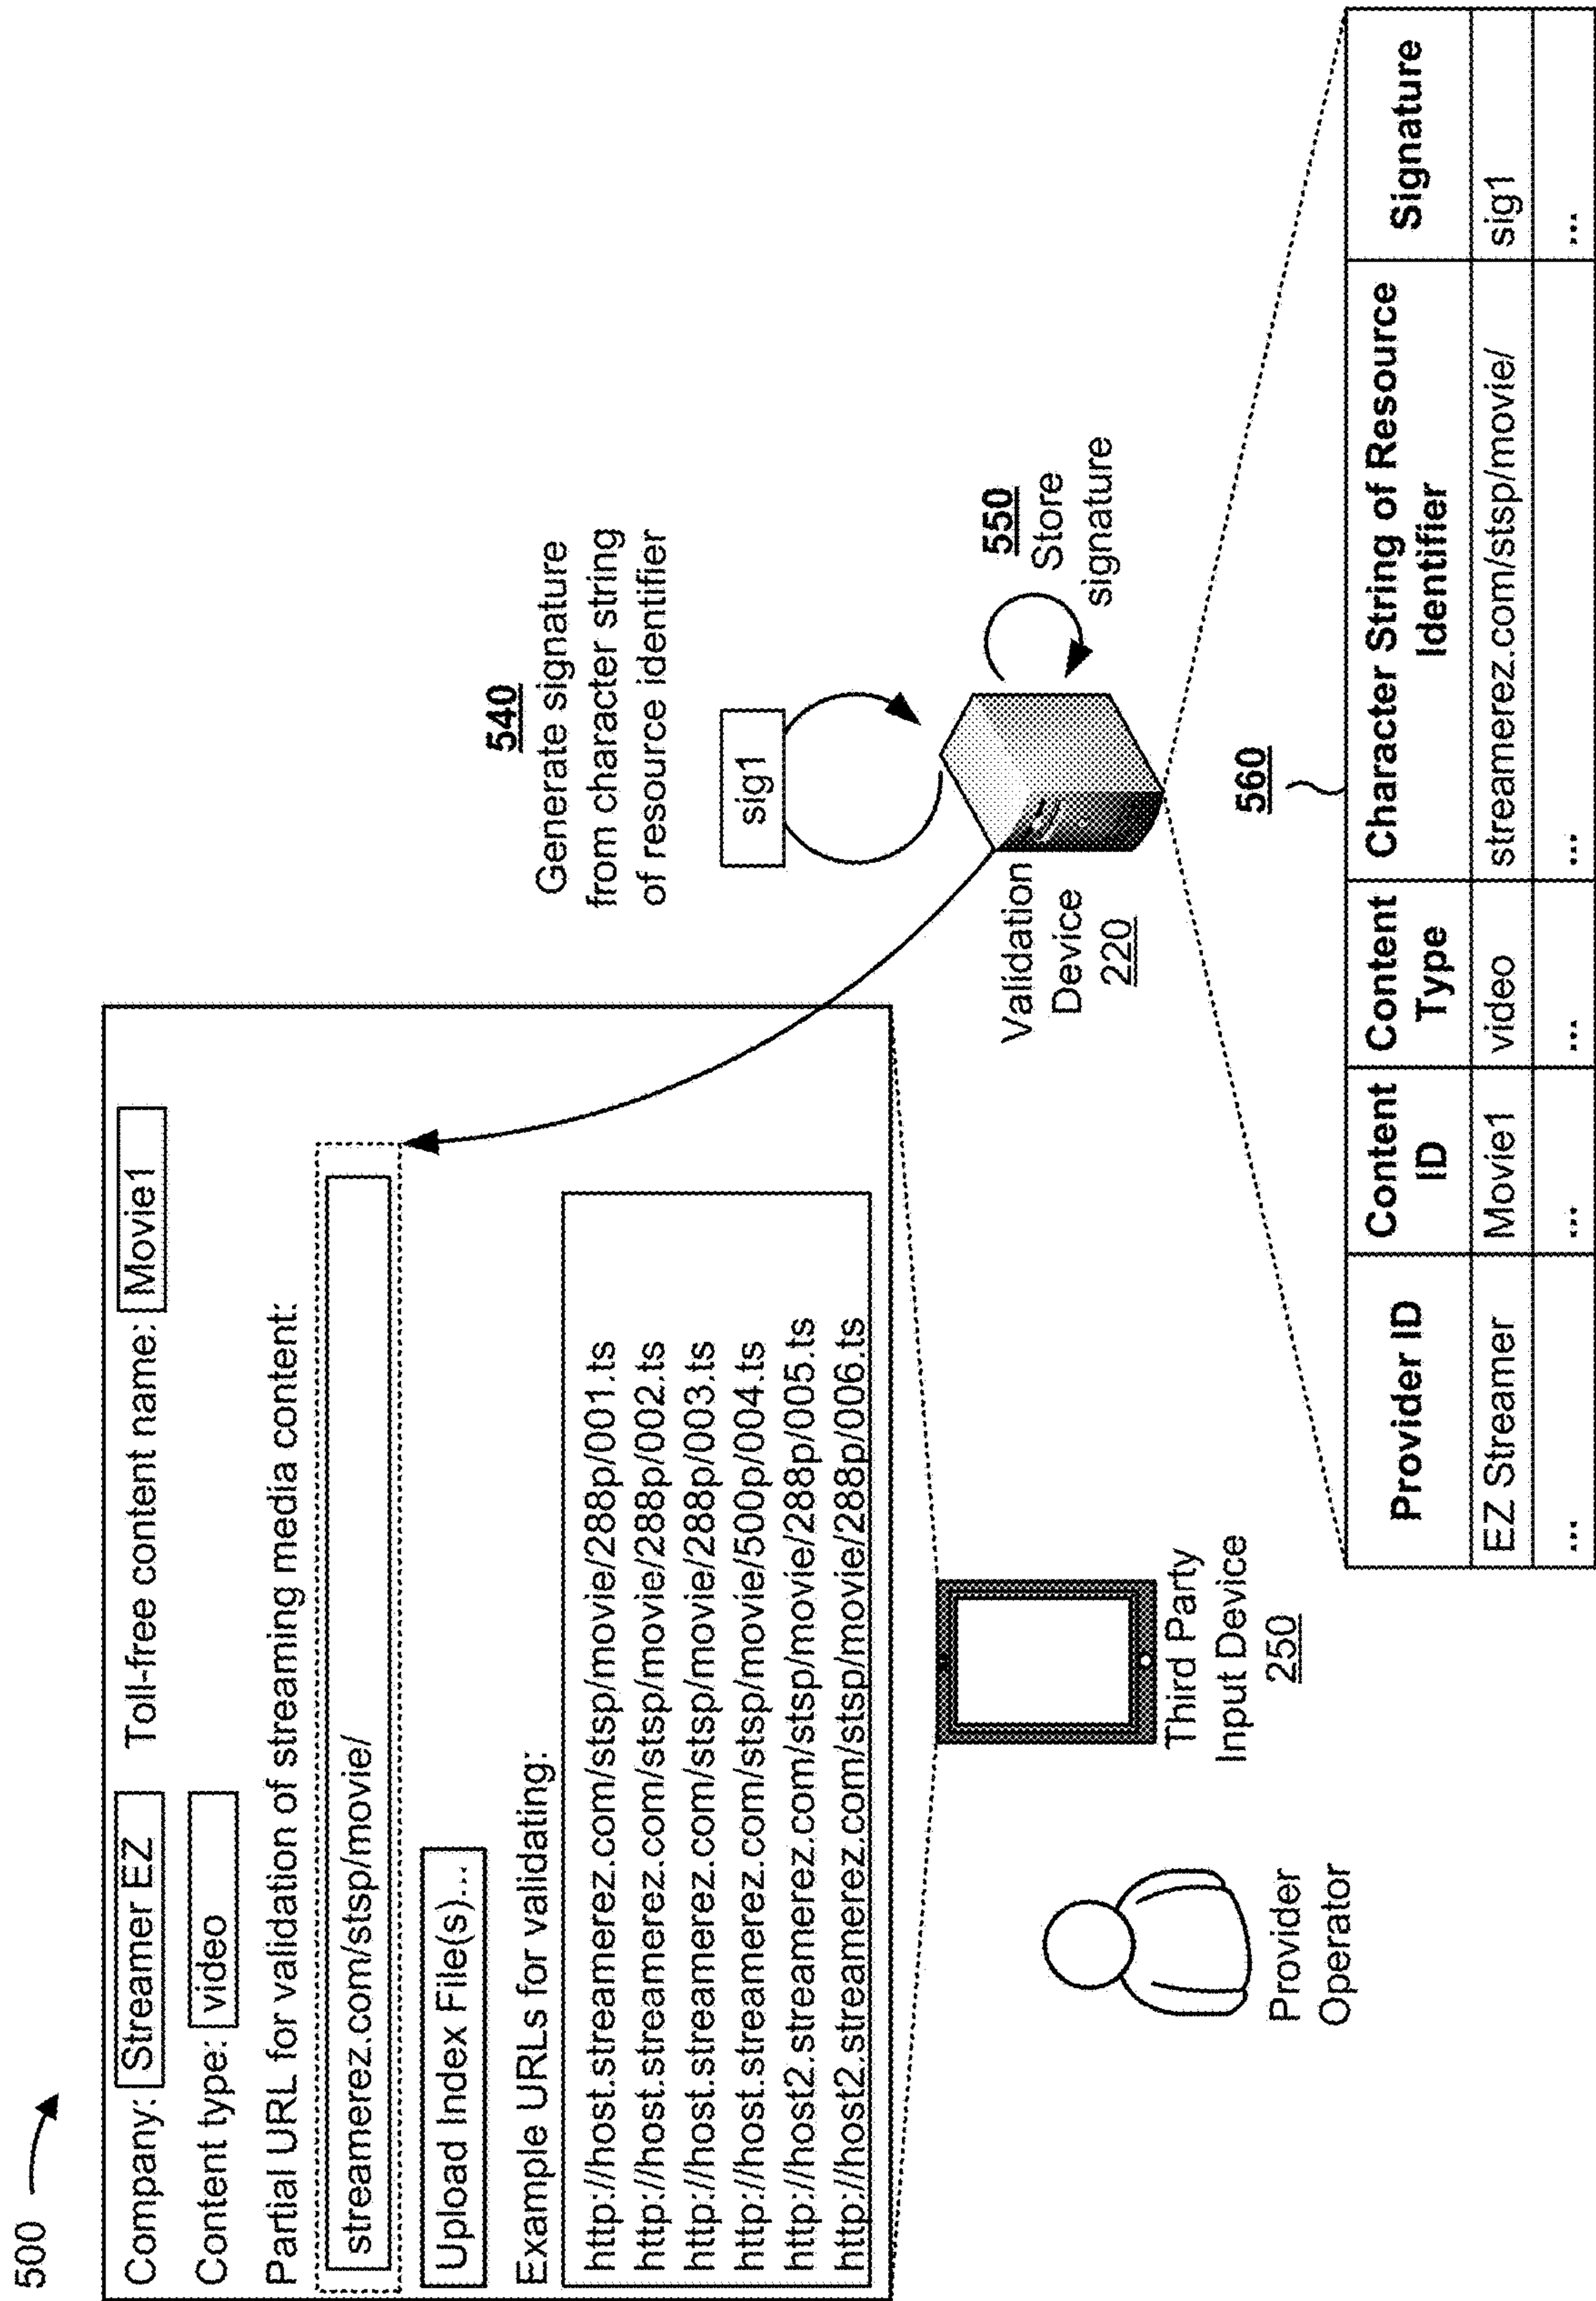 500
Company: Streamer EZ Toll-free content name: Movie1
Content type: video
Partial URL for validation of streaming media content:
streamerez.com/stsp/movie/
Upload Index File(s)...
Example URLs for validating:
http://host.streamerez.com/stsp/movie/288p/001.ts
http://host.streamerez.com/stsp/movie/288p/002.ts
http://host.streamerez.com/stsp/movie/288p/003.ts
http://host.streamerez.com/stsp/movie/500p/004.ts
http://host2.streamerez.com/stsp/movie/288p/005.ts
http://host2.streamerez.com/stsp/movie/288p/006.ts
540
Generate signature
from character string
of resource identifier
sig1
550
Store
signature
Validation
Device
220
Third Party
Input Device
250
Provider
Operator
560
Provider ID Content ID Content Type Character String of Resource Identifier Signature
EZ Streamer Movie1 video streamerez.com/stsp/movie/ sig1
... ... ... ... ...